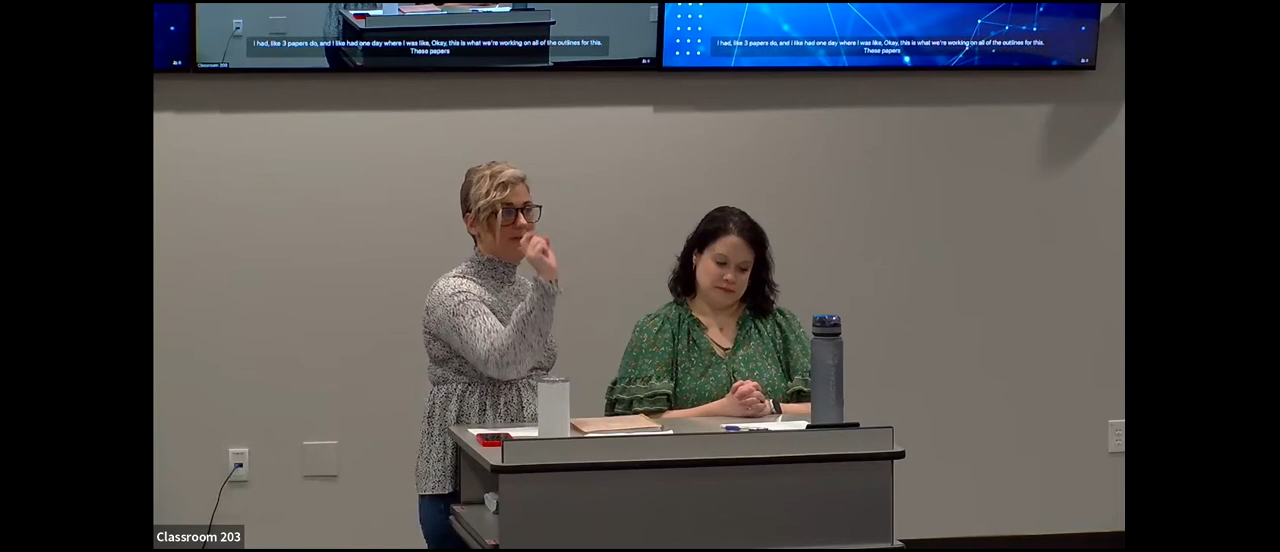 I had, like 3 papers do, and I like had one day where I was like, Okay, this is what we're working on all of the outlines for this.
These papers
Classroom 203
I had, like 3 papers do, and I like had one day where I was like, Okay, this is what we're working on all of the outlines for this.
These papers
Classroom 203